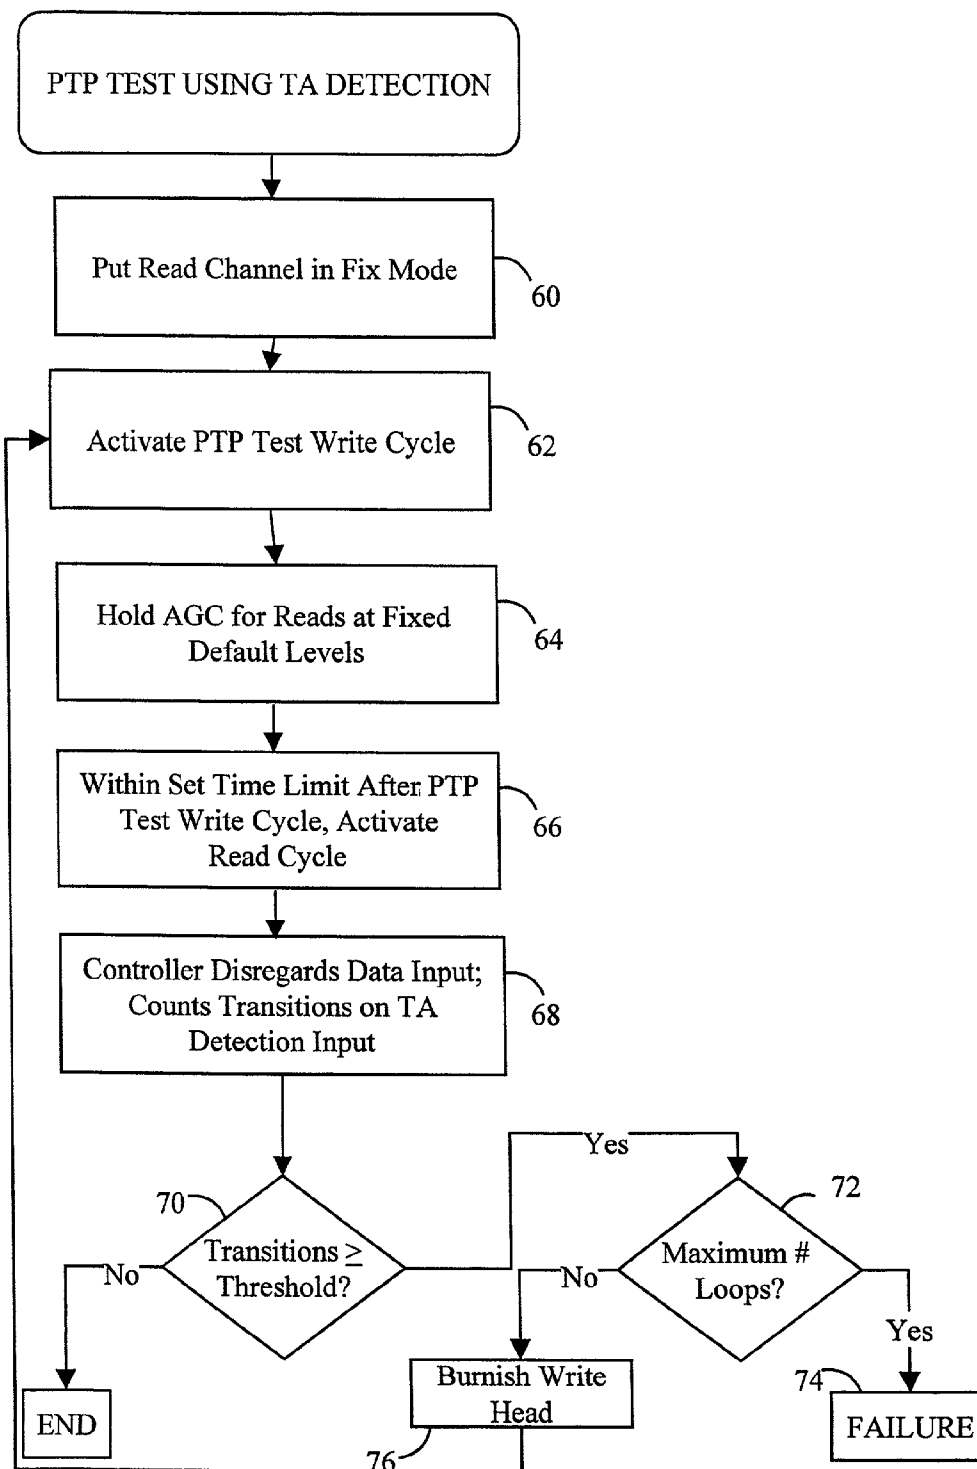 PTP TEST USING TA DETECTION
Put Read Channel in Fix Mode
60
Activate PTP Test Write Cycle
62
Hold AGC for Reads at Fixed
Default Levels
64
Within Set Time Limit After PTP
Test Write Cycle, Activate
Read Cycle
66
Controller Disregards Data Input;
Counts Transitions on TA
Detection Input
68
70
Transitions ≥
Threshold?
No
Yes
72
Maximum #
Loops?
No
Yes
END
Burnish Write
Head
76
74
FAILURE